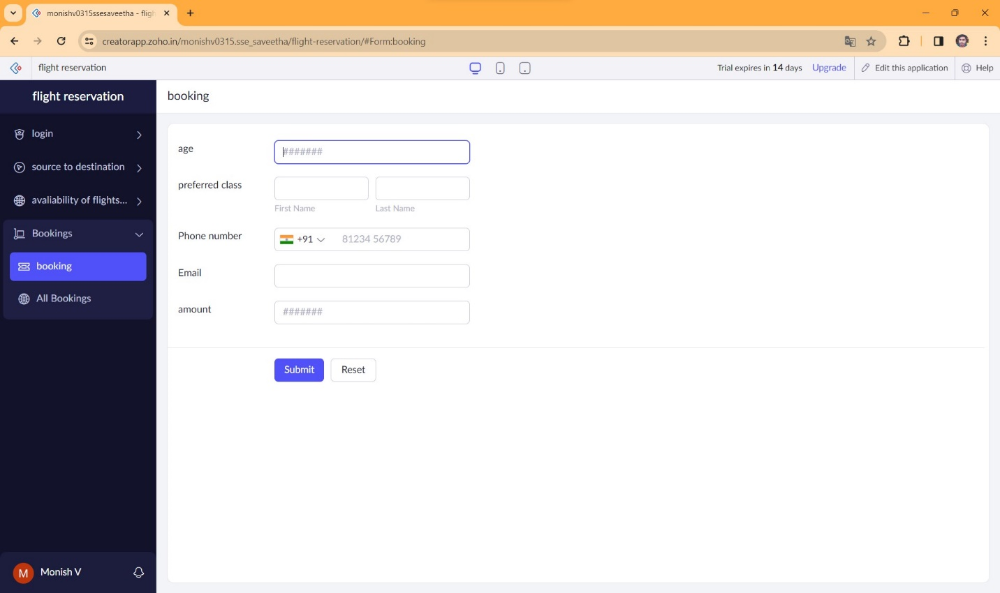 monishv0315ssesaveetha - fligh
creatorapp.zoho.in/monishv0315.sse_saveetha/flight-reservation/#Form:booking
flight reservation
Trial expires in 14 days Upgrade Edit this application Help
flight reservation
booking
login
source to destination
avaliability of flights...
Bookings
booking
All Bookings
age
#######
preferred class
First Name Last Name
Phone number
+91 81234 56789
Email
amount
#######
Submit Reset
M Monish V